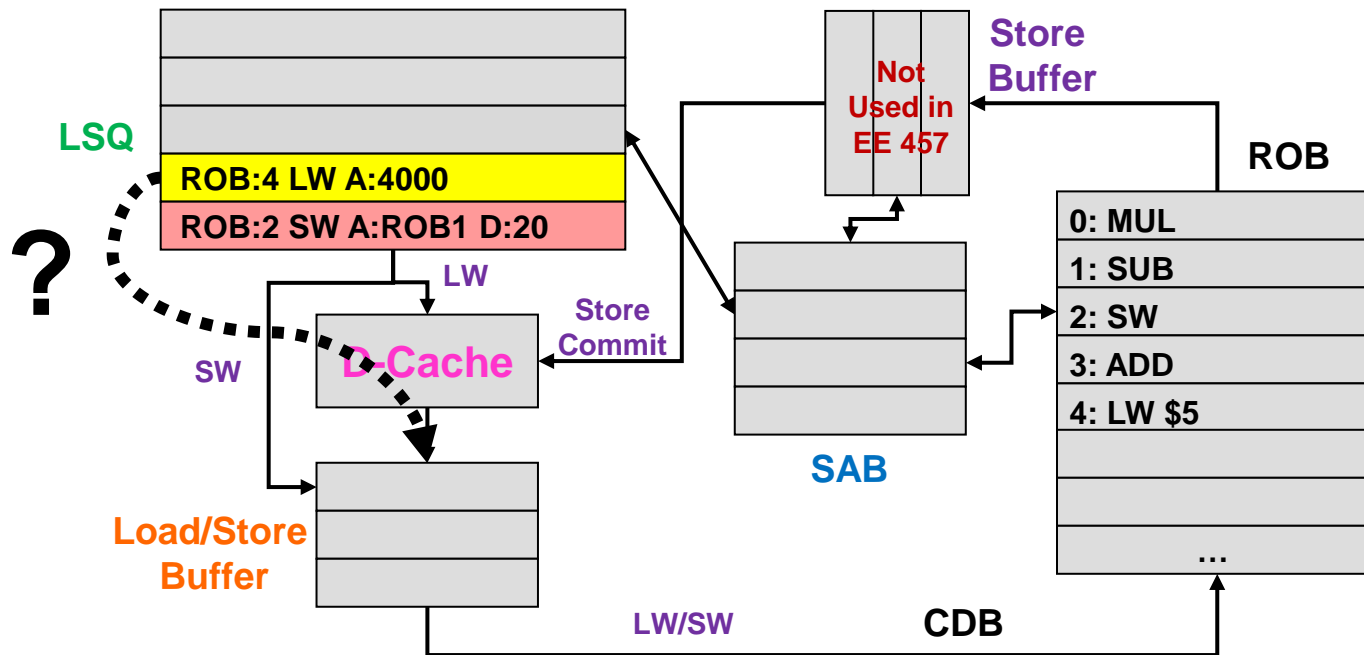 Store
Buffer
Not
Used in
EE 457
LSQ
ROB
ROB:4 LW A:4000
ROB:2 SW A:ROB1 D:20
0: MUL
1: SUB
2: SW
3: ADD
4: LW $5
...
?
LW
Store
Commit
SW
D-Cache
SAB
Load/Store
Buffer
LW/SW
CDB